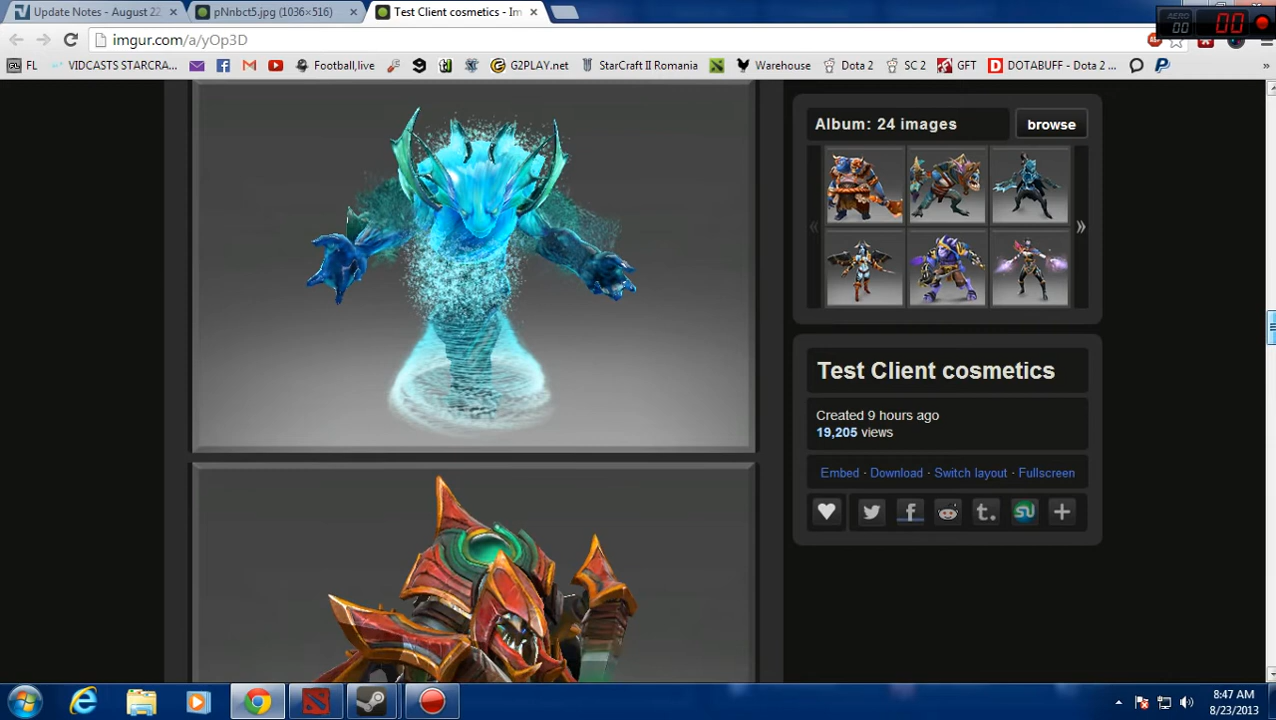 Update Notes - August 22
pNnbct5.jpg (1036×516)
Test Client cosmetics - Im
AERO
00
00
imgur.com/a/yOp3D
VIDCASTS STARCRA...
Football,live
G2PLAY.net
StarCraft II Romania
Warehouse
Dota 2
SC 2
GFT
DOTABUFF - Dota 2 ...
»
Album: 24 images
browse
Test Client cosmetics
Created 9 hours ago
19,205 views
Embed · Download · Switch layout · Fullscreen
8:47 AM
8/23/2013